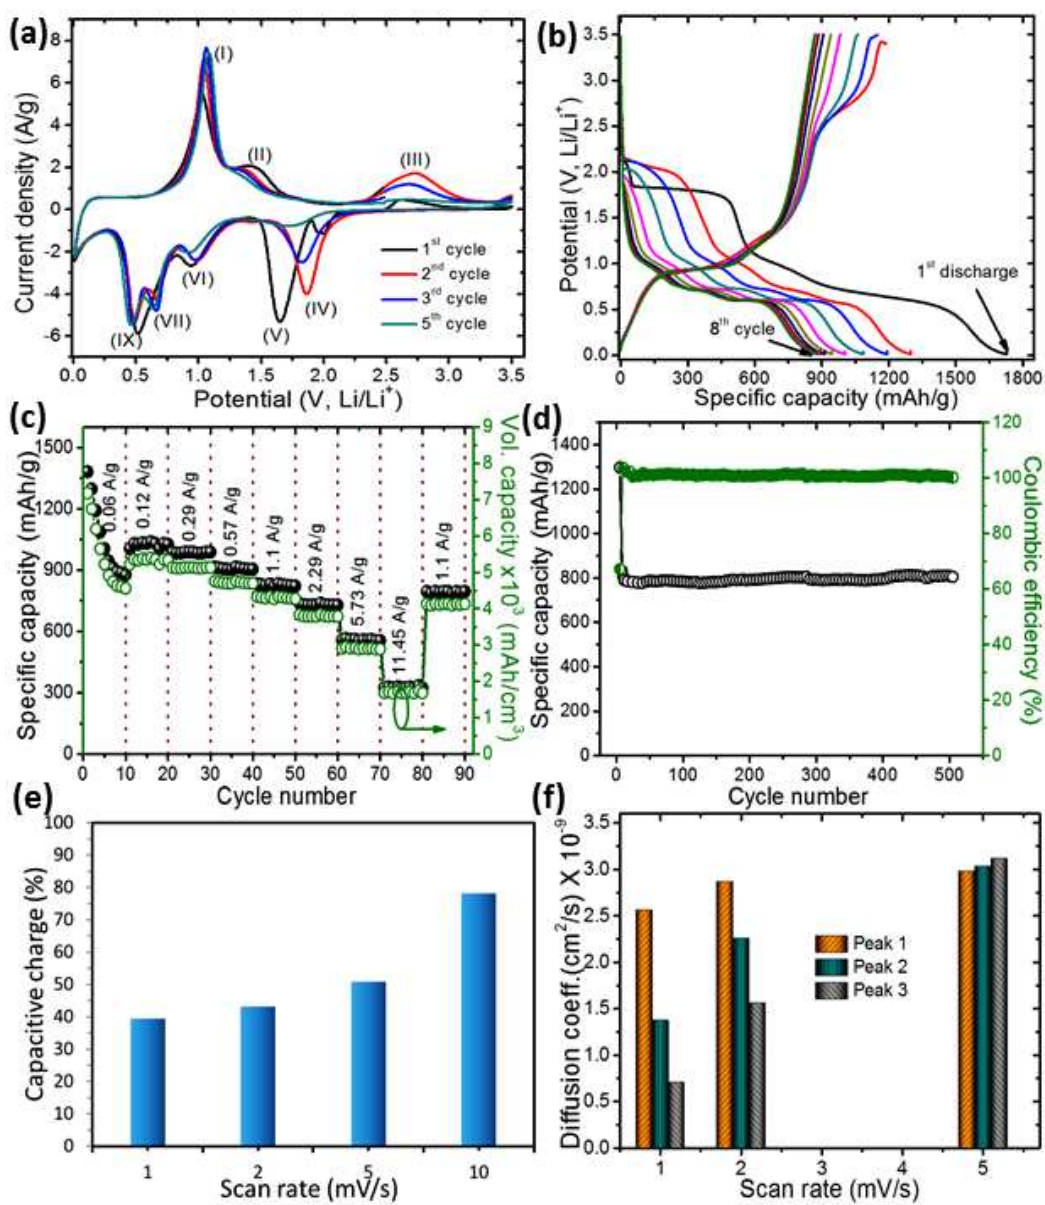 (a)
Current density (A/g)
8
6
4
2
0
-2
-4
-6
(I)
(II)
(III)
(IV)
(V)
(VI)
(VII)
(IX)
1st cycle
2nd cycle
3rd cycle
5th cycle
0.0 0.5 1.0 1.5 2.0 2.5 3.0 3.5
Potential (V, Li/Li+)
(b)
Potential (V, Li/Li+)
3.5
3.0
2.5
2.0
1.5
1.0
0.5
0.0
1st discharge
8th cycle
0 300 600 900 1200 1500 1800
Specific capacity (mAh/g)
(c)
Specific capacity (mAh/g)
1500
1200
900
600
300
0
0.06 A/g
0.12 A/g
0.29 A/g
0.57 A/g
1.1 A/g
2.29 A/g
5.73 A/g
11.45 A/g
1.1 A/g
9
8
7
6
5
4
3
2
1
0
Vol. capacity x10³ (mAh/cm³)
0 10 20 30 40 50 60 70 80 90
Cycle number
(d)
Specific capacity (mAh/g)
1400
1200
1000
800
600
400
200
0
120
100
80
60
40
20
0
Coulombic efficiency (%)
0 100 200 300 400 500
Cycle number
(e)
Capacitive charge (%)
100
90
80
70
60
50
40
30
20
10
0
1 2 5 10
Scan rate (mV/s)
(f)
Diffusion coeff.(cm²/s) X 10⁻⁹
3.5
3.0
2.5
2.0
1.5
1.0
0.5
0.0
Peak 1
Peak 2
Peak 3
1 2 3 4 5
Scan rate (mV/s)